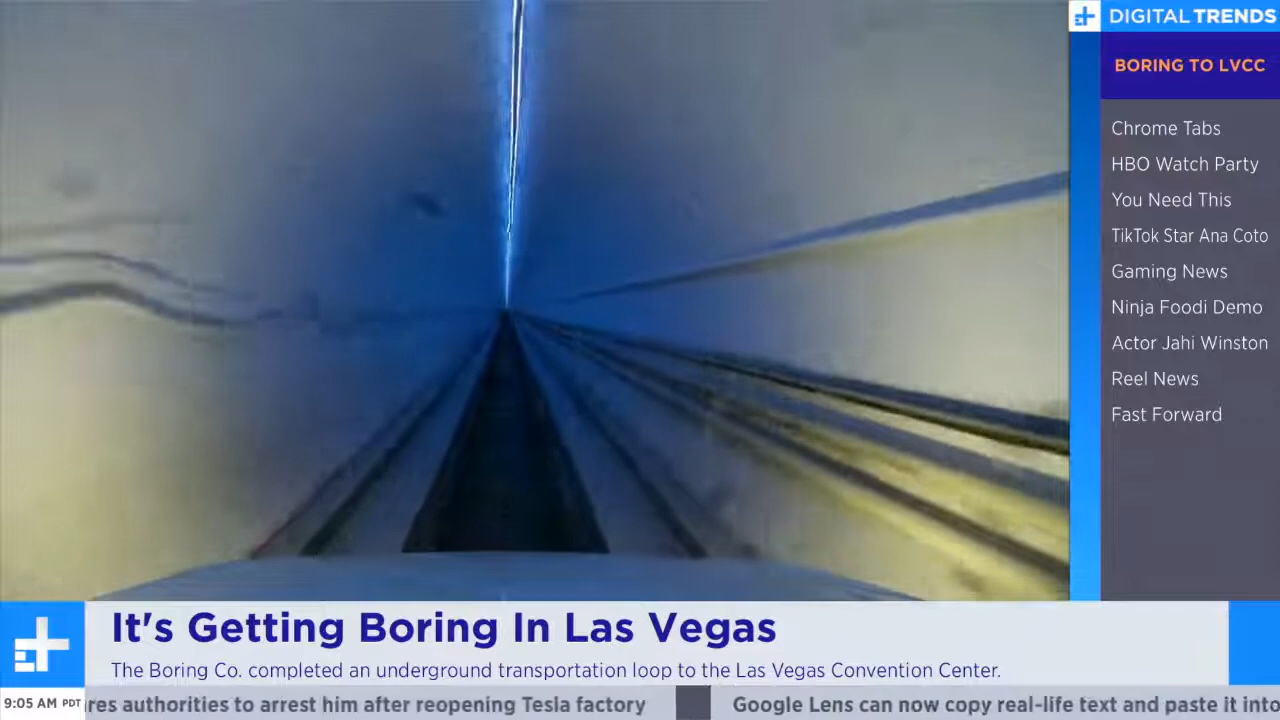 DIGITAL TRENDS
BORING TO LVCC
Chrome Tabs
HBO Watch Party
You Need This
TikTok Star Ana Coto
Gaming News
Ninja Foodi Demo
Actor Jahi Winston
Reel News
Fast Forward
It's Getting Boring In Las Vegas
The Boring Co. completed an underground transportation loop to the Las Vegas Convention Center.
9:05 AM PDT
res authorities to arrest him after reopening Tesla factory
Google Lens can now copy real-life text and paste it into